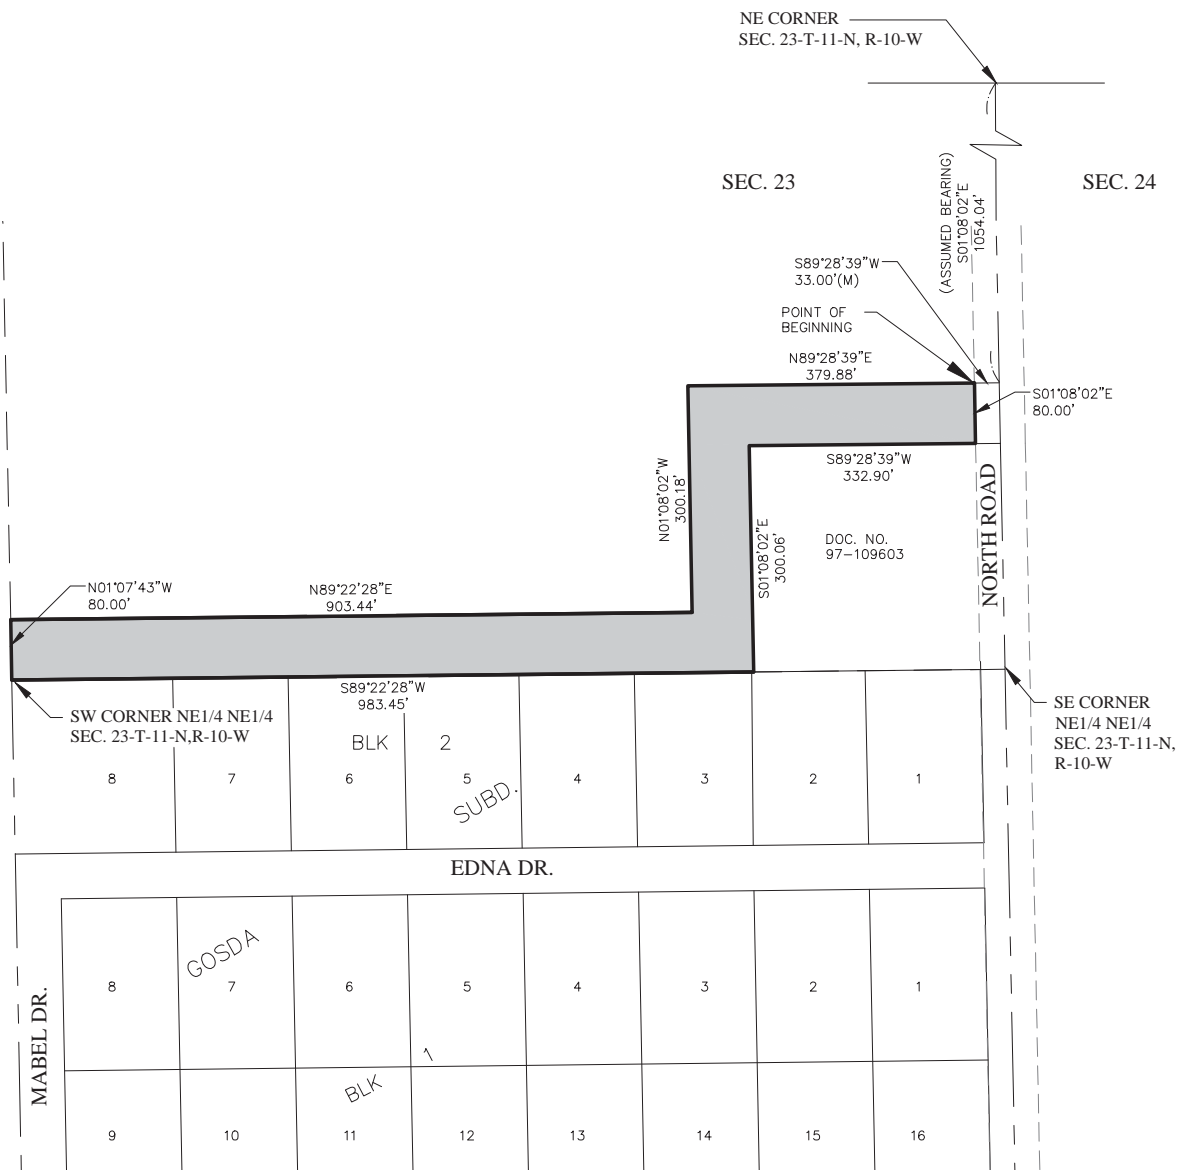 NE CORNER
SEC. 23-T-11-N, R-10-W
SEC. 23
SEC. 24
(ASSUMED BEARING)
S01°08'02"E
1054.04'
S89°28'39"W
33.00'(M)
POINT OF
BEGINNING
N89°28'39"E
379.88'
S01°08'02"E
80.00'
S89°28'39"W
332.90'
N01°08'02"W
300.18'
S01°08'02"E
300.06'
DOC. NO.
97-109603
NORTH ROAD
N01°07'43"W
80.00'
N89°22'28"E
903.44'
S89°22'28"W
983.45'
SW CORNER NE1/4 NE1/4
SEC. 23-T-11-N,R-10-W
SE CORNER
NE1/4 NE1/4
SEC. 23-T-11-N,
R-10-W
BLK 2
8 7 6 5 4 3 2 1
SUBD.
EDNA DR.
GOSDA
8 7 6 5 4 3 2 1
MABEL DR.
1
BLK
9 10 11 12 13 14 15 16